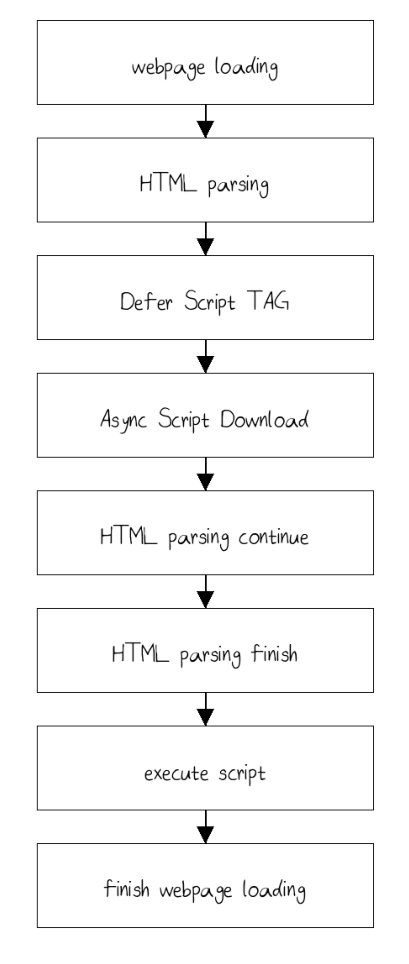 webpage loading
HTML parsing
Defer Script TAG
Async Script Download
HTML parsing continue
HTML parsing finish
execute script
finish webpage loading